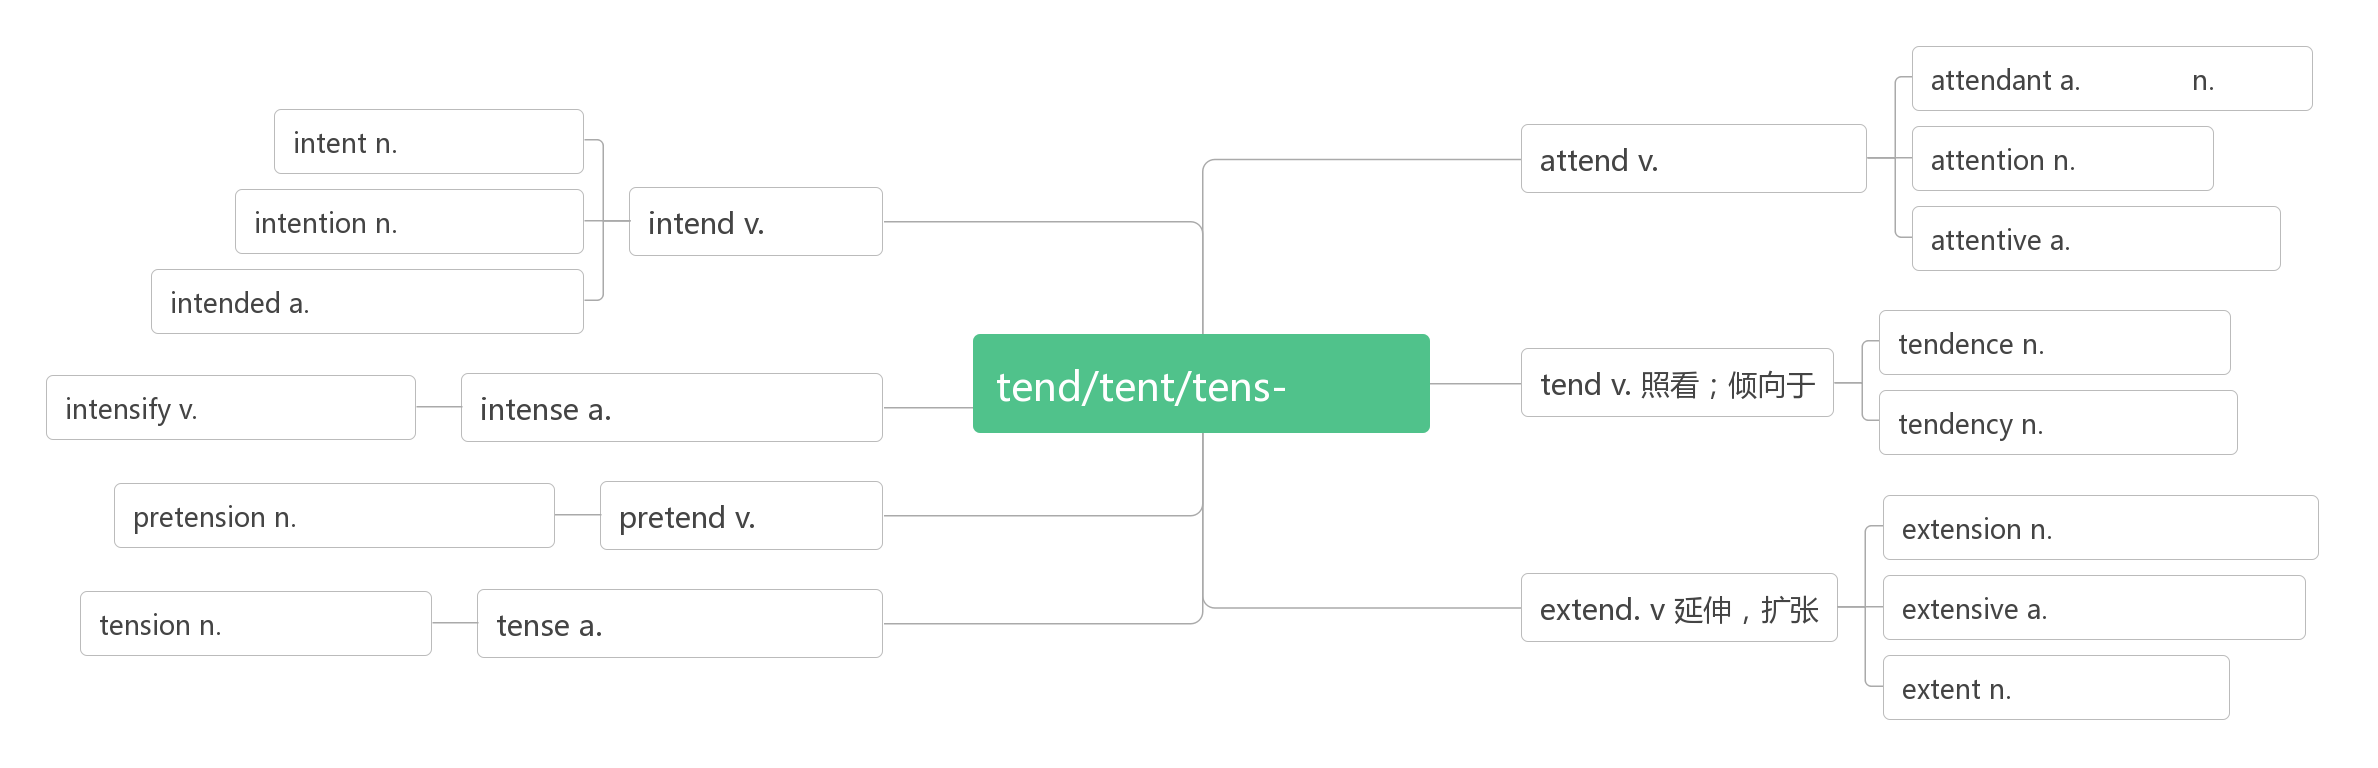 tend/tent/tens-
attend v.
attendant a. n.
attention n.
attentive a.
tend v. 照看；倾向于
tendence n.
tendency n.
extend. v 延伸，扩张
extension n.
extensive a.
extent n.
intend v.
intent n.
intention n.
intended a.
intense a.
intensify v.
pretend v.
pretension n.
tense a.
tension n.